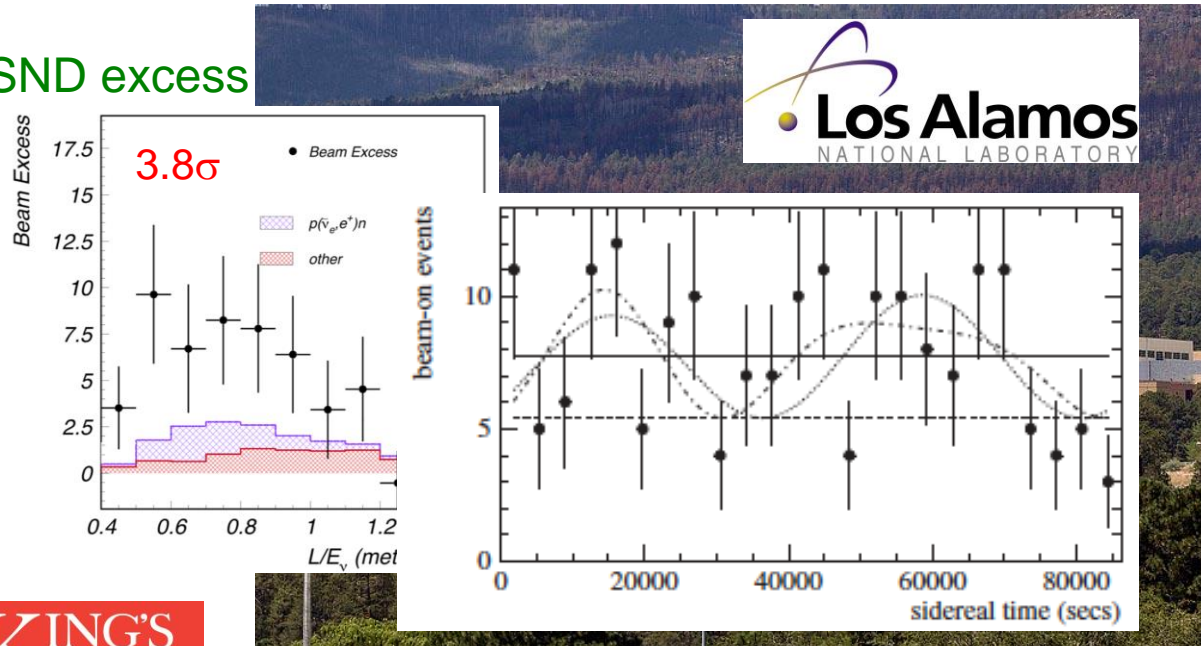 SND excess
Los Alamos
NATIONAL LABORATORY
Beam Excess
17.5
15
12.5
10
7.5
5
2.5
0
3.8σ
Beam Excess
p(ν̄e,e⁺)n
other
0.4 0.6 0.8 1 1.2
L/Eν (met
beam-on events
10
5
0
0 20000 40000 60000 80000
sidereal time (secs)
ING'S